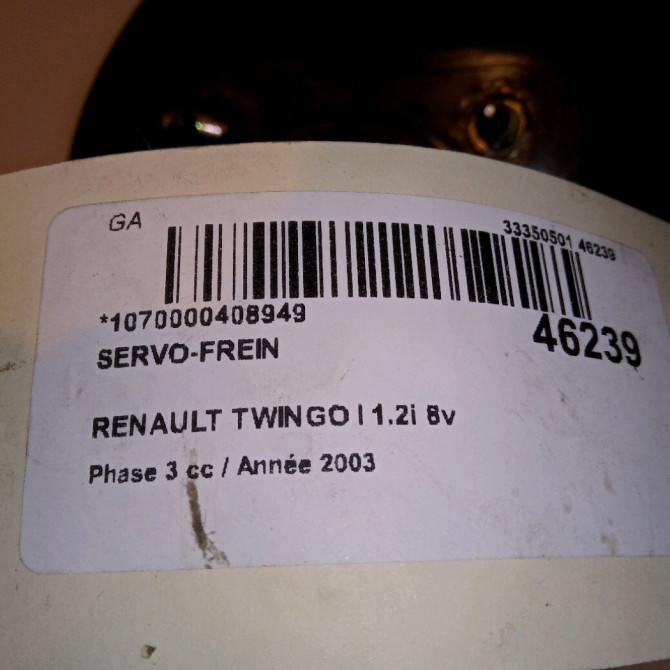 GA
33350501 46239
*1070000408949
46239
SERVO-FREIN
RENAULT TWINGO I 1.2i 8v
Phase 3 cc / Année 2003